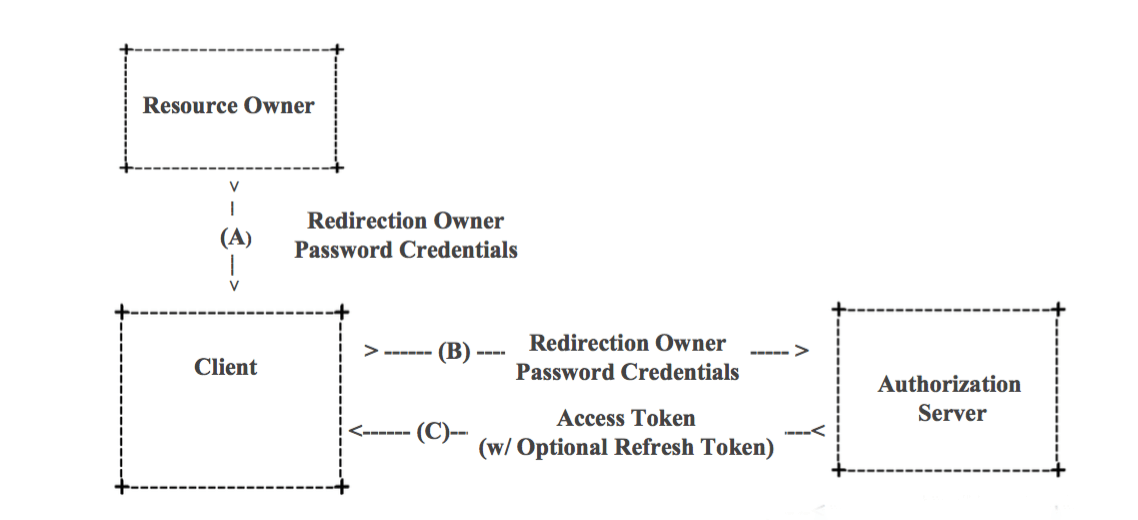 Resource Owner
(A)
Redirection Owner
Password Credentials
Client
(B)
Redirection Owner
Password Credentials
(C)
Access Token
(w/ Optional Refresh Token)
Authorization
Server